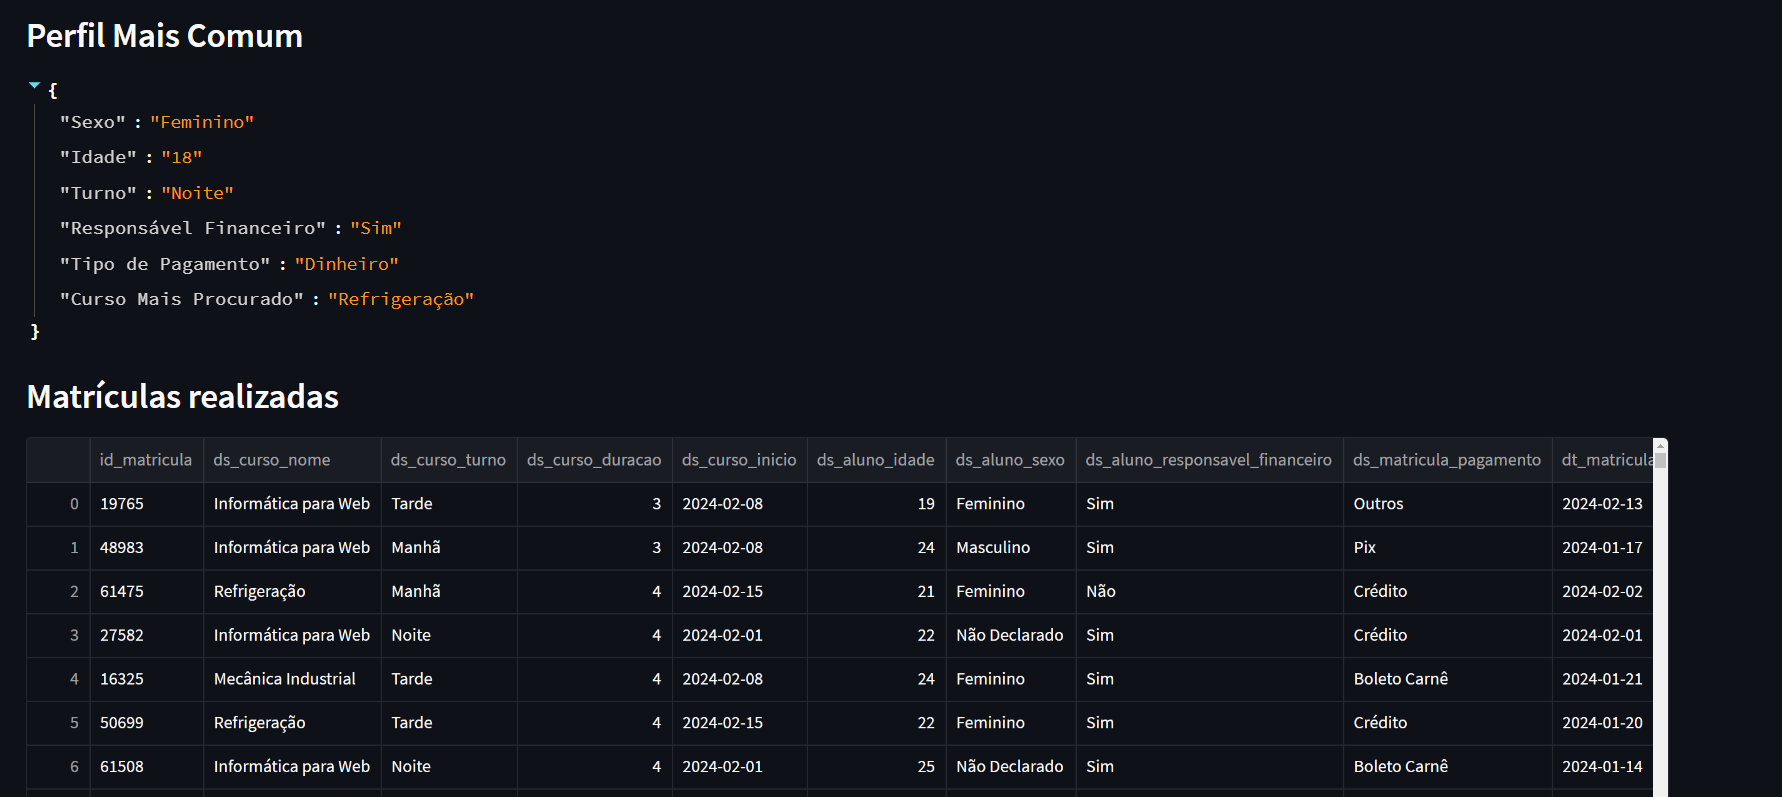 Perfil Mais Comum
{
"Sexo" : "Feminino"
"Idade" : "18"
"Turno" : "Noite"
"Responsável Financeiro" : "Sim"
"Tipo de Pagamento" : "Dinheiro"
"Curso Mais Procurado" : "Refrigeração"
}
Matrículas realizadas
id_matricula ds_curso_nome ds_curso_turno ds_curso_duracao ds_curso_inicio ds_aluno_idade ds_aluno_sexo ds_aluno_responsavel_financeiro ds_matricula_pagamento dt_matricula
0 19765 Informática para Web Tarde 3 2024-02-08 19 Feminino Sim Outros 2024-02-13
1 48983 Informática para Web Manhã 3 2024-02-08 24 Masculino Sim Pix 2024-01-17
2 61475 Refrigeração Manhã 4 2024-02-15 21 Feminino Não Crédito 2024-02-02
3 27582 Informática para Web Noite 4 2024-02-01 22 Não Declarado Sim Crédito 2024-02-01
4 16325 Mecânica Industrial Tarde 4 2024-02-08 24 Feminino Sim Boleto Carnê 2024-01-21
5 50699 Refrigeração Tarde 4 2024-02-15 22 Feminino Sim Crédito 2024-01-20
6 61508 Informática para Web Noite 4 2024-02-01 25 Não Declarado Sim Boleto Carnê 2024-01-14